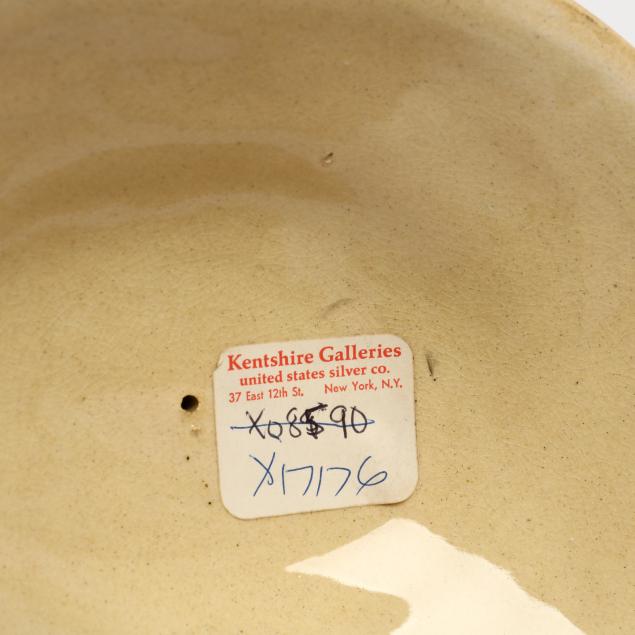 Kentshire Galleries
united states silver co.
37 East 12th St. New York, N.Y.
X08590
X17176